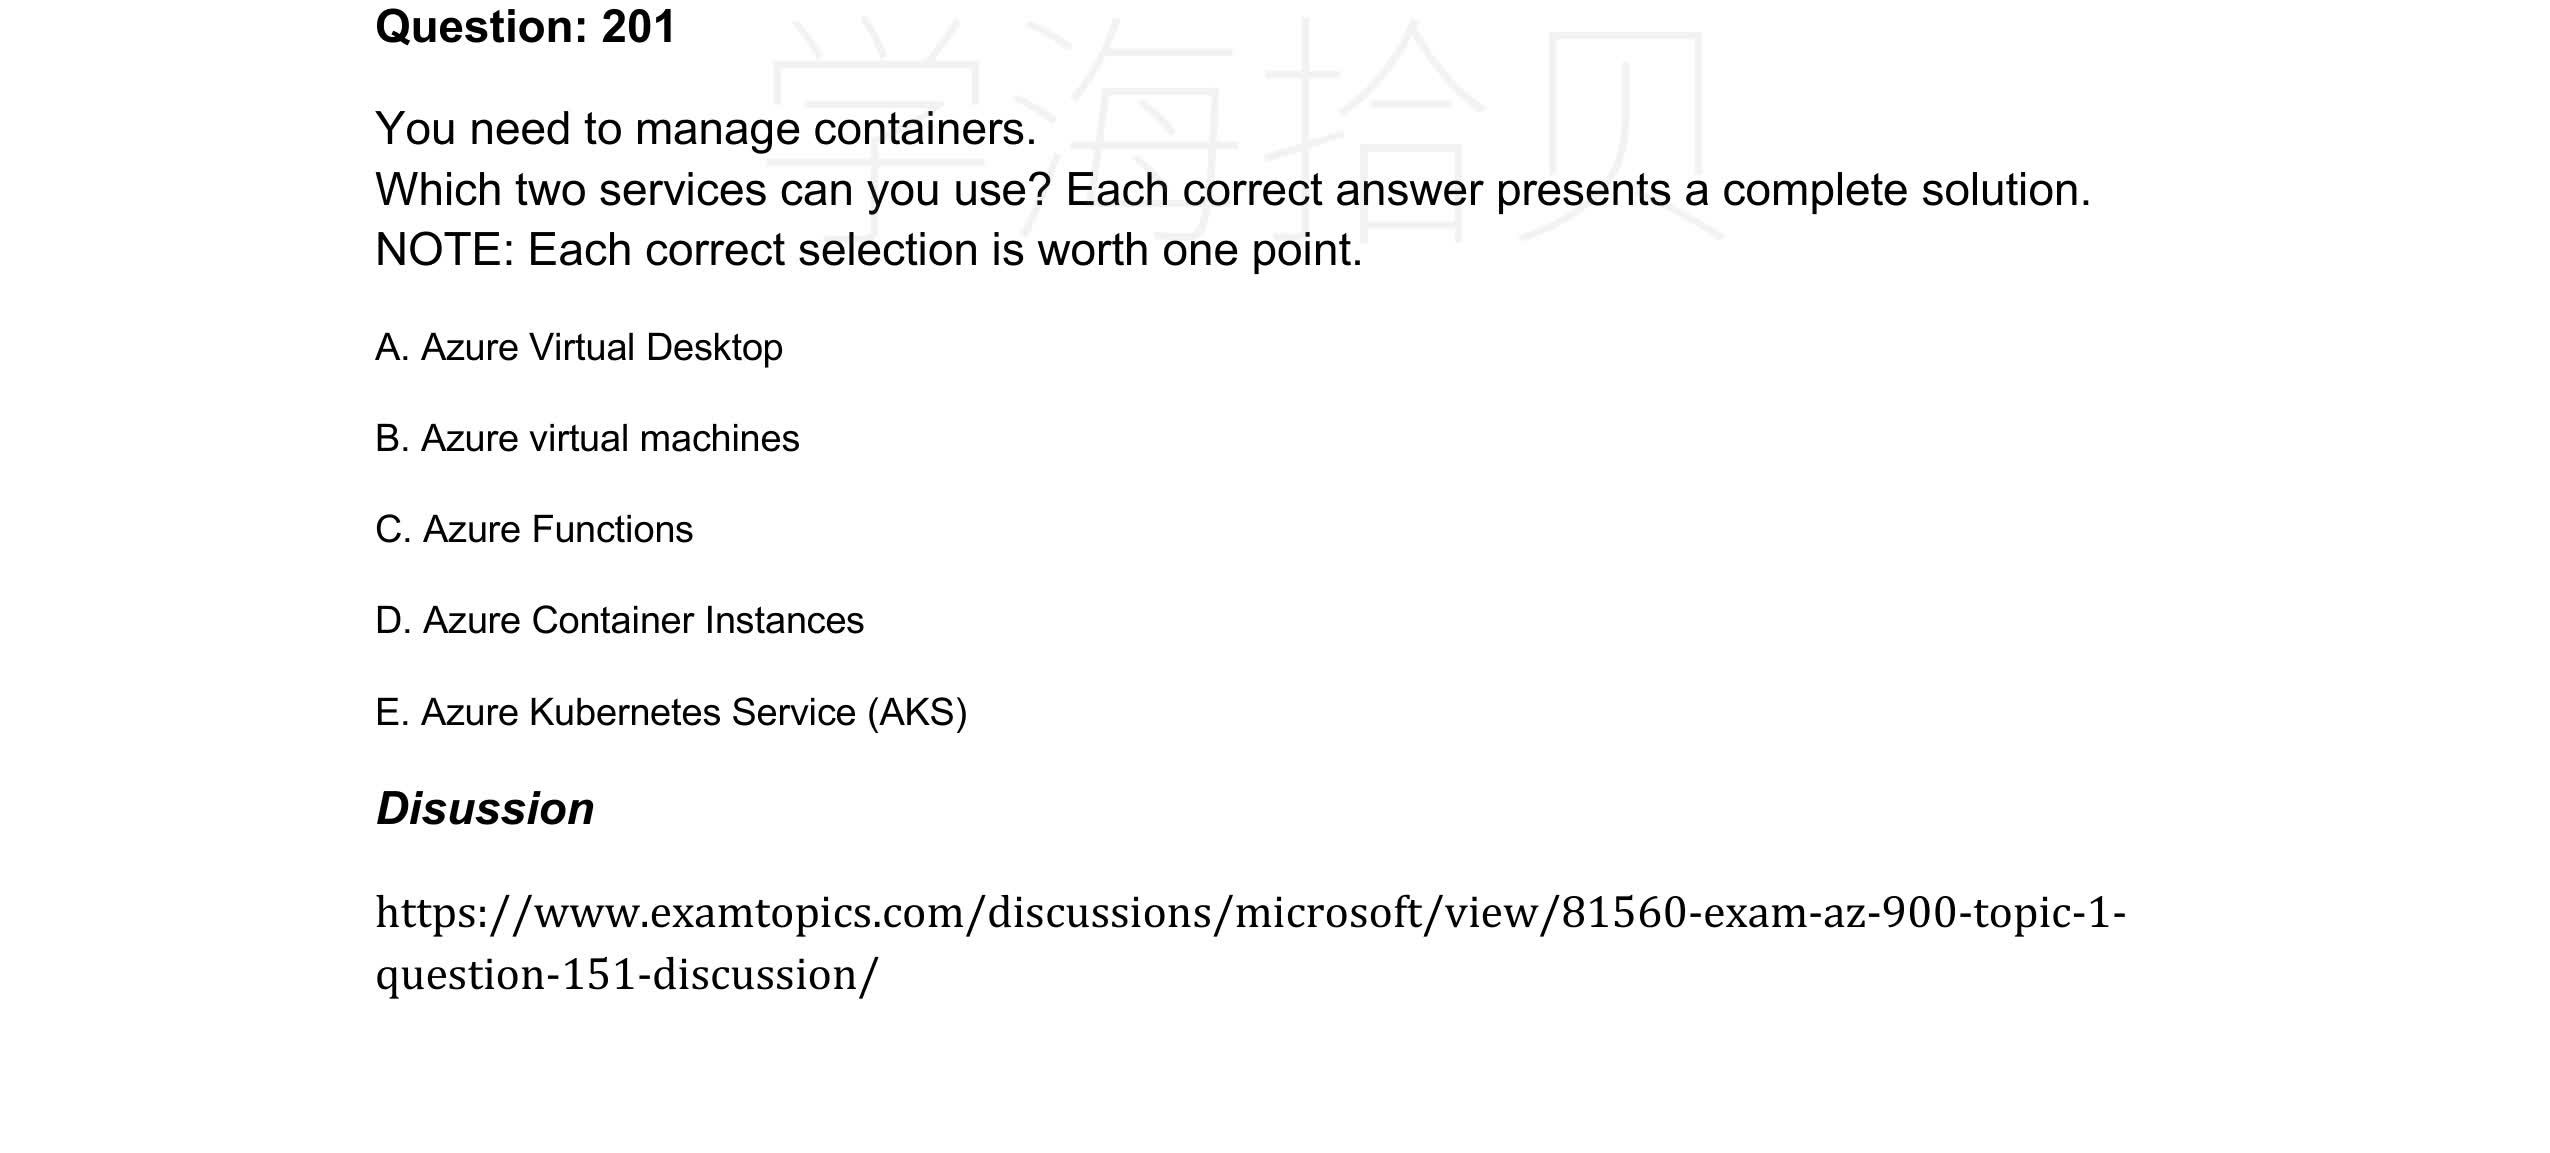 Question: 201
学海拾贝
You need to manage containers.
Which two services can you use? Each correct answer presents a complete solution.
NOTE: Each correct selection is worth one point.
A. Azure Virtual Desktop
B. Azure virtual machines
C. Azure Functions
D. Azure Container Instances
E. Azure Kubernetes Service (AKS)
Disussion
https://www.examtopics.com/discussions/microsoft/view/81560-exam-az-900-topic-1-
question-151-discussion/